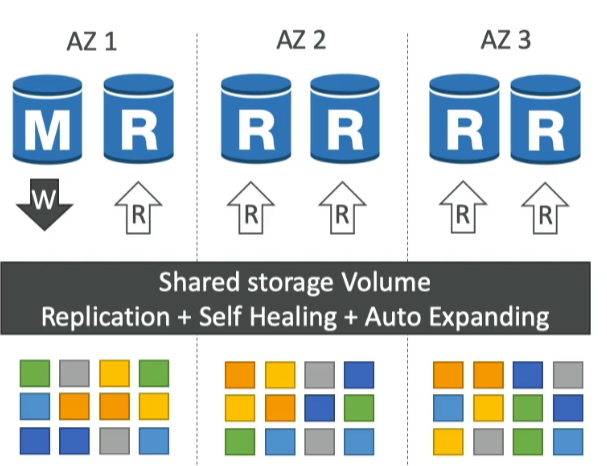 AZ 1
AZ 2
AZ 3
M
R
R
R
R
R
W
R
R
R
R
R
Shared storage Volume
Replication + Self Healing + Auto Expanding